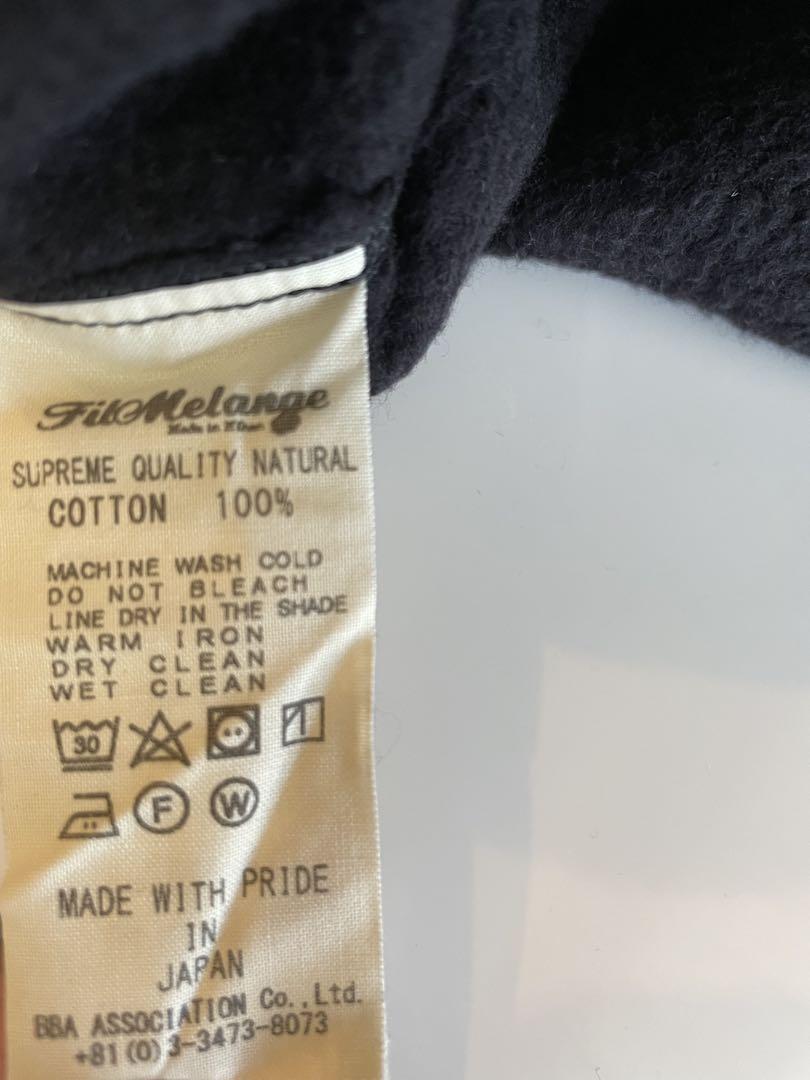 FilMelange
SUPREME QUALITY NATURAL
COTTON 100%
MACHINE WASH COLD
DO NOT BLEACH
LINE DRY IN THE SHADE
WARM IRON
DRY CLEAN
WET CLEAN
30
F W
MADE WITH PRIDE
IN
JAPAN
BBA ASSOCIATION Co.,Ltd.
+81(0)3-3473-8073